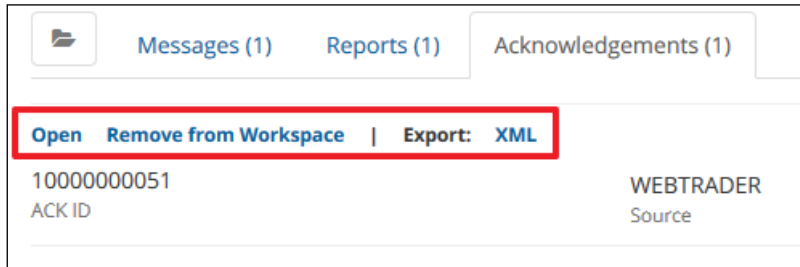 Messages (1) Reports (1) Acknowledgements (1)
Open Remove from Workspace | Export: XML
10000000051 WEBTRADER
ACK ID Source